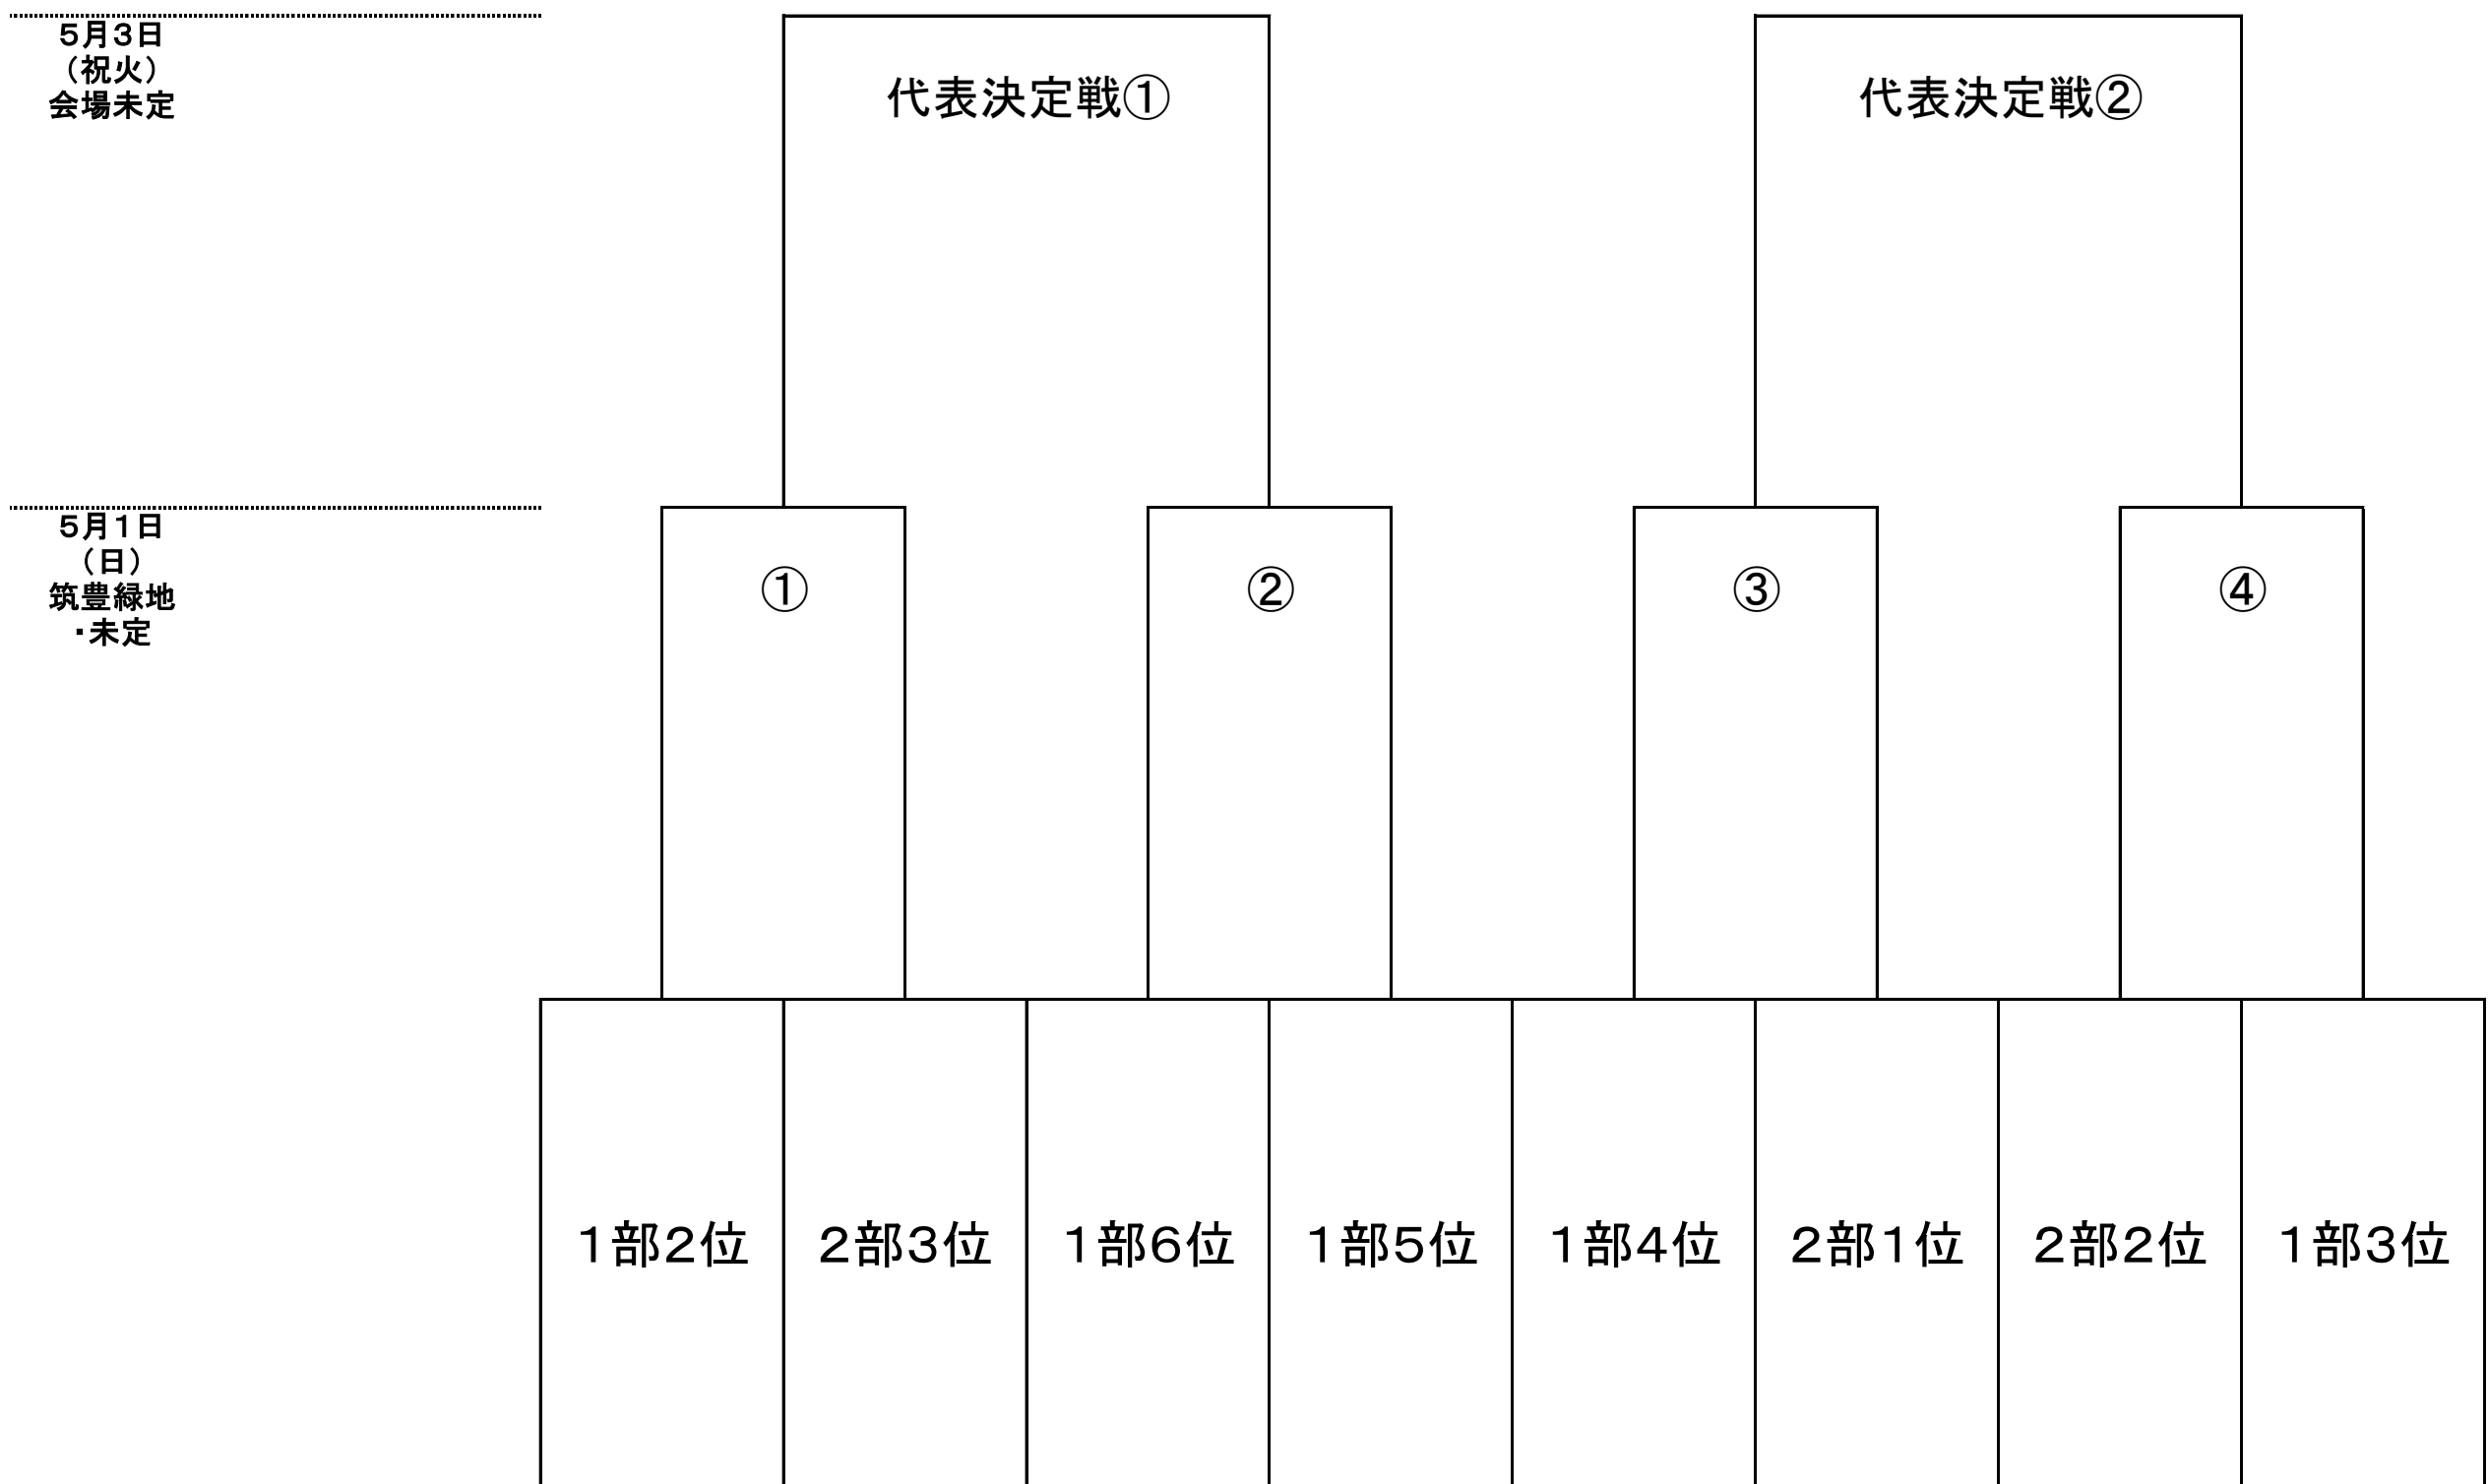 5月3日
（祝火）
会場未定
代表決定戦①
代表決定戦②
5月1日
（日）
筑豊緑地
・未定
①
②
③
④
1部2位
2部3位
1部6位
1部5位
1部4位
2部1位
2部2位
1部3位